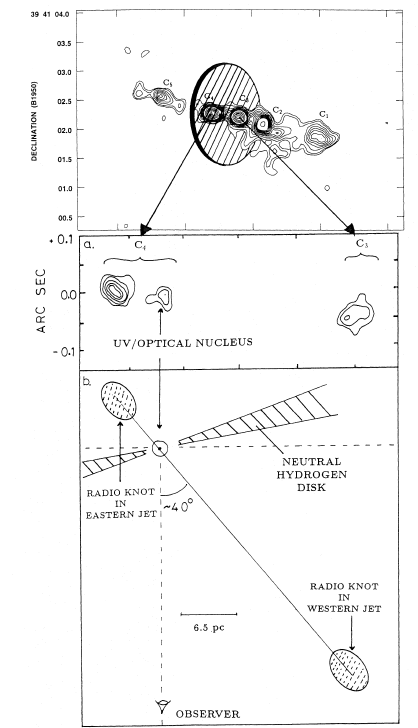 39 41 04.0
03.5
03.0
02.5
02.0
01.5
01.0
00.5
DECLINATION (B1950)
C5
C4
C3
C2
C1
+ 0.1
0.0
- 0.1
ARC SEC
a.
C4
C3
UV/OPTICAL NUCLEUS
b.
NEUTRAL
HYDROGEN
DISK
RADIO KNOT
IN
EASTERN JET
~40°
RADIO KNOT
IN
WESTERN JET
6.5 pc
OBSERVER